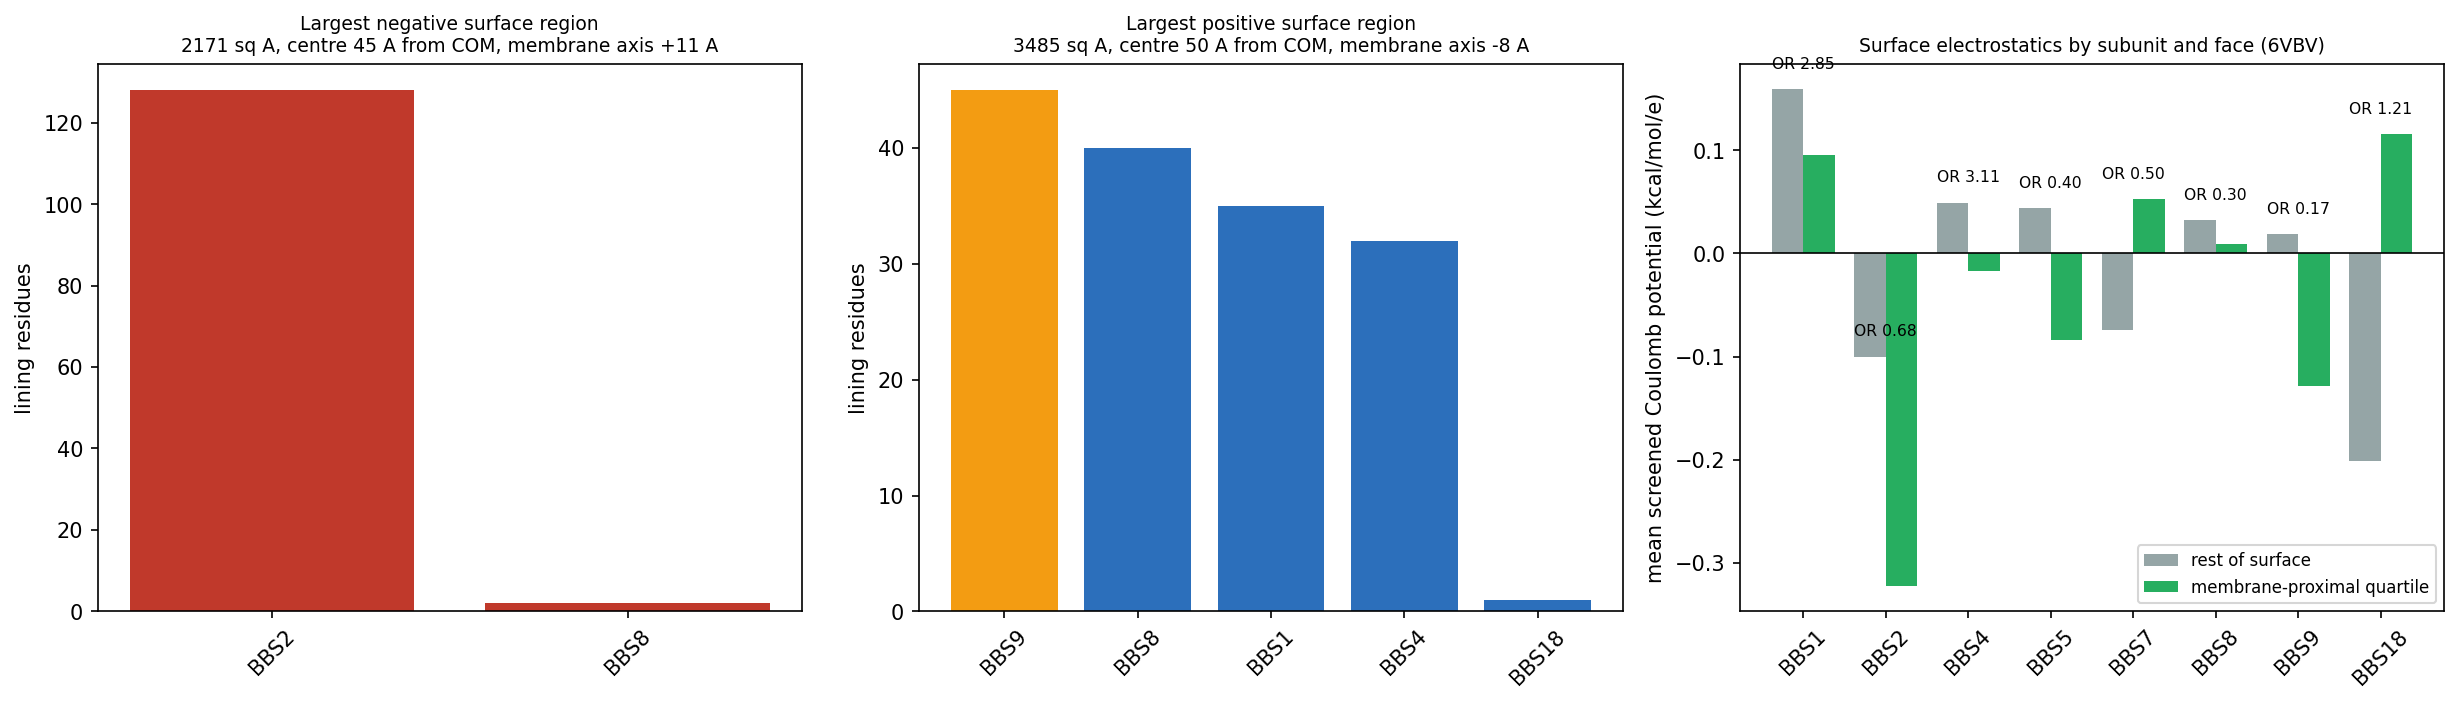 Largest negative surface region
2171 sq A, centre 45 A from COM, membrane axis +11 A
lining residues
120
100
80
60
40
20
0
BBS2
BBS8
Largest positive surface region
3485 sq A, centre 50 A from COM, membrane axis -8 A
lining residues
40
30
20
10
0
BBS9
BBS8
BBS1
BBS4
BBS18
Surface electrostatics by subunit and face (6VBV)
mean screened Coulomb potential (kcal/mol/e)
0.1
0.0
−0.1
−0.2
−0.3
OR 2.85
OR 0.68
OR 3.11
OR 0.40
OR 0.50
OR 0.30
OR 0.17
OR 1.21
rest of surface
membrane-proximal quartile
BBS1
BBS2
BBS4
BBS5
BBS7
BBS8
BBS9
BBS18